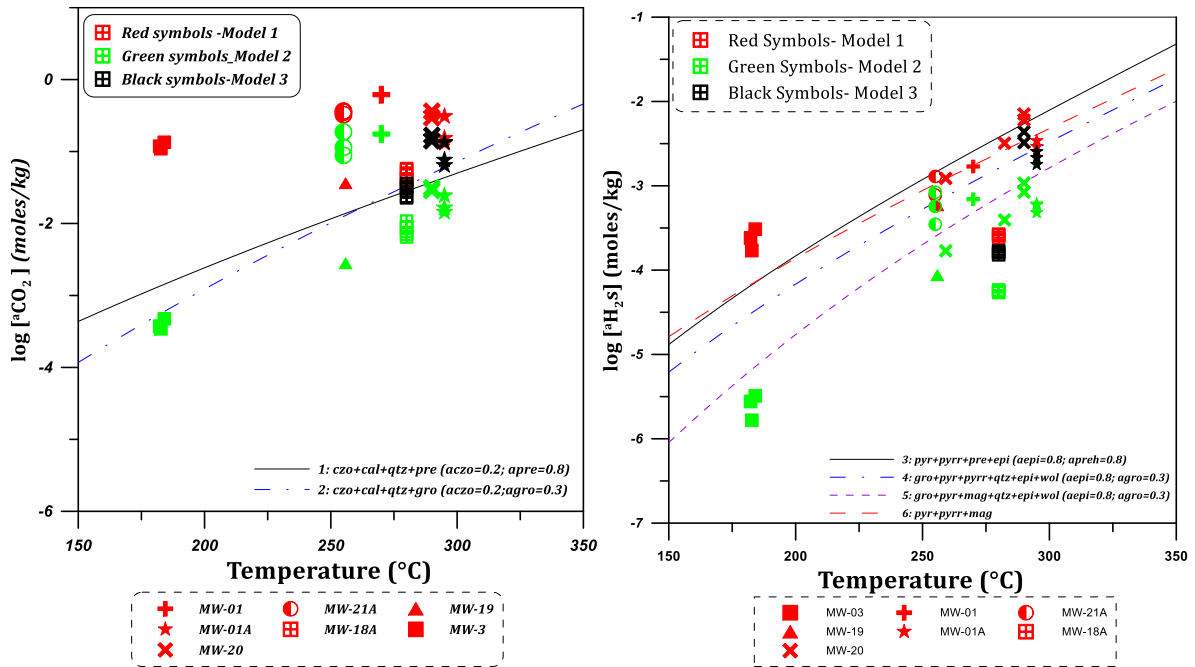 Red symbols -Model 1
Green symbols_Model 2
Black symbols-Model 3
log [ᵃCO₂ ] (moles/kg)
0
-2
-4
-6
1: czo+cal+qtz+pre (aczo=0.2; apre=0.8)
2: czo+cal+qtz+gro (aczo=0.2;agro=0.3)
150 200 250 300 350
Temperature (°C)
MW-01 MW-21A MW-19
MW-01A MW-18A MW-3
MW-20
Red Symbols- Model 1
Green Symbols- Model 2
Black Symbols- Model 3
log [ᵃH₂s] (moles/kg)
-1
-2
-3
-4
-5
-6
-7
3: pyr+pyrr+pre+epi (aepi=0.8; apreh=0.8)
4: gro+pyr+pyrr+qtz+epi+wol (aepi=0.8; agro=0.3)
5: gro+pyr+mag+qtz+epi+wol (aepi=0.8; agro=0.3)
6: pyr+pyrr+mag
150 200 250 300 350
Temperature (°C)
MW-03 MW-01 MW-21A
MW-19 MW-01A MW-18A
MW-20